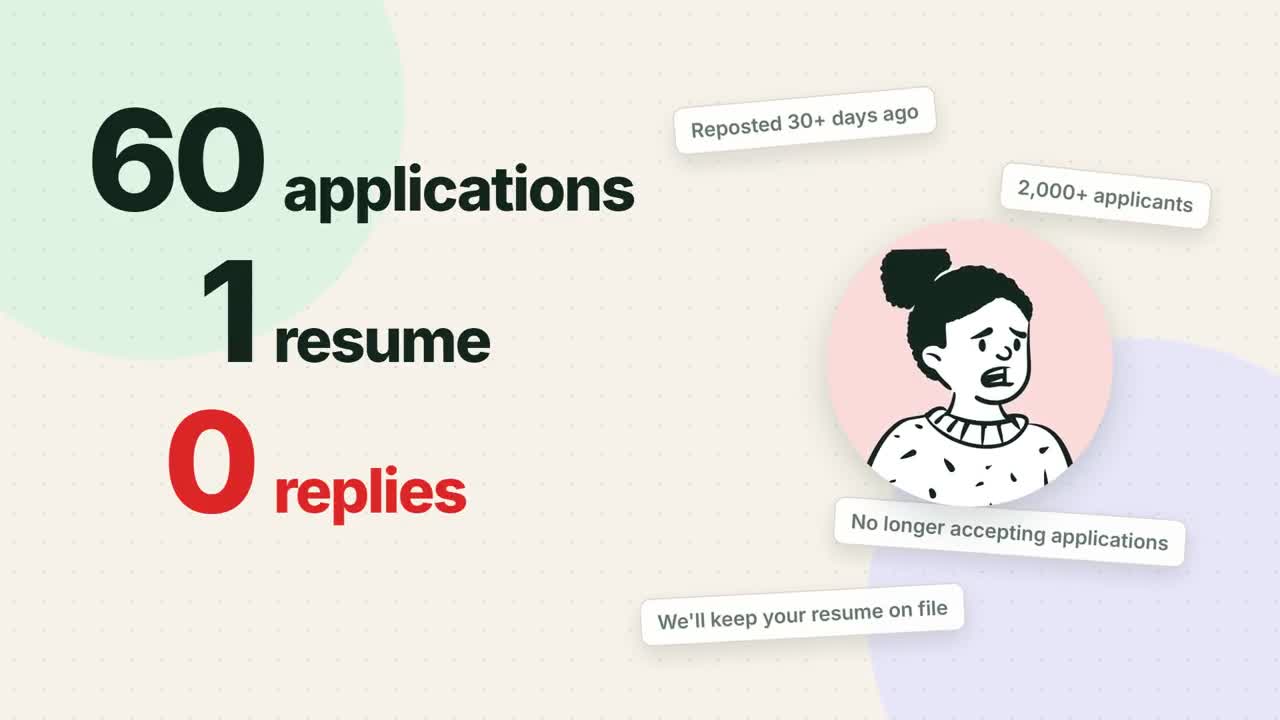 60 applications
1 resume
0 replies
Reposted 30+ days ago
2,000+ applicants
No longer accepting applications
We'll keep your resume on file